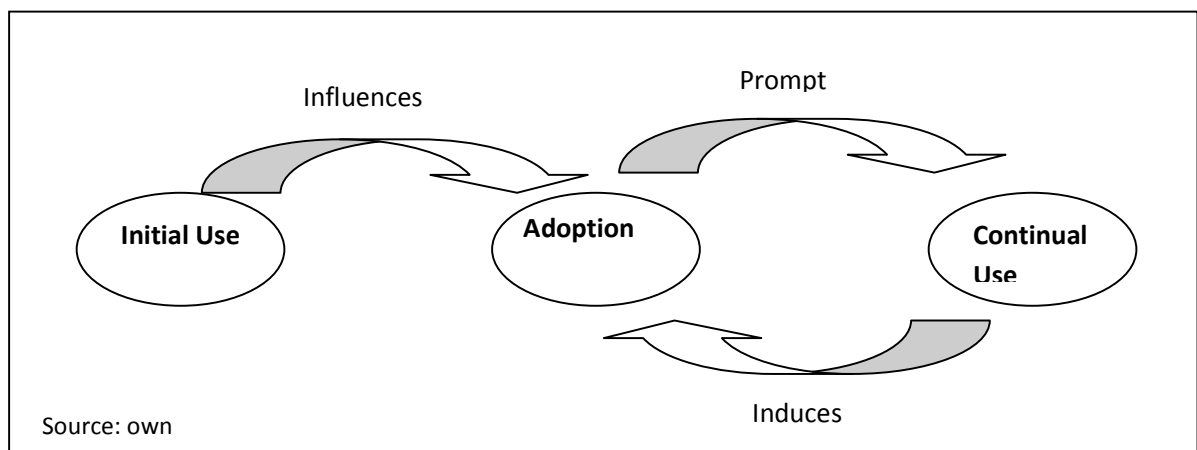 Influences
Prompt
Initial Use
Adoption
Continual
Use
Induces
Source: own